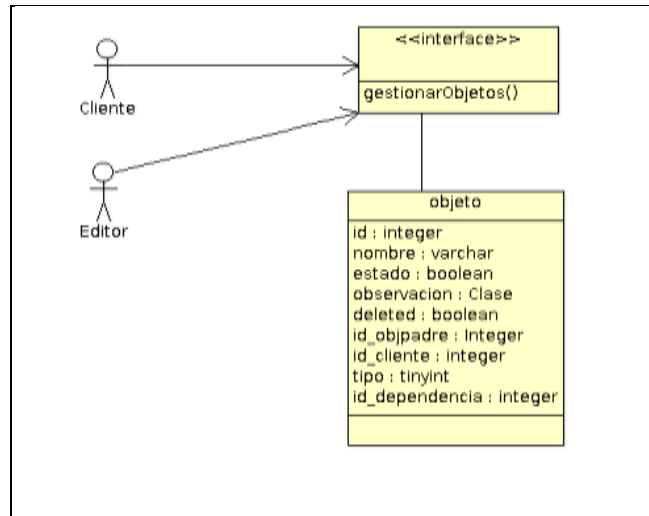 <<interface>>
gestionarObjetos()
Cliente
Editor
objeto
id : integer
nombre : varchar
estado : boolean
observacion : Clase
deleted : boolean
id_objpadre : Integer
id_cliente : integer
tipo : tinyint
id_dependencia : integer